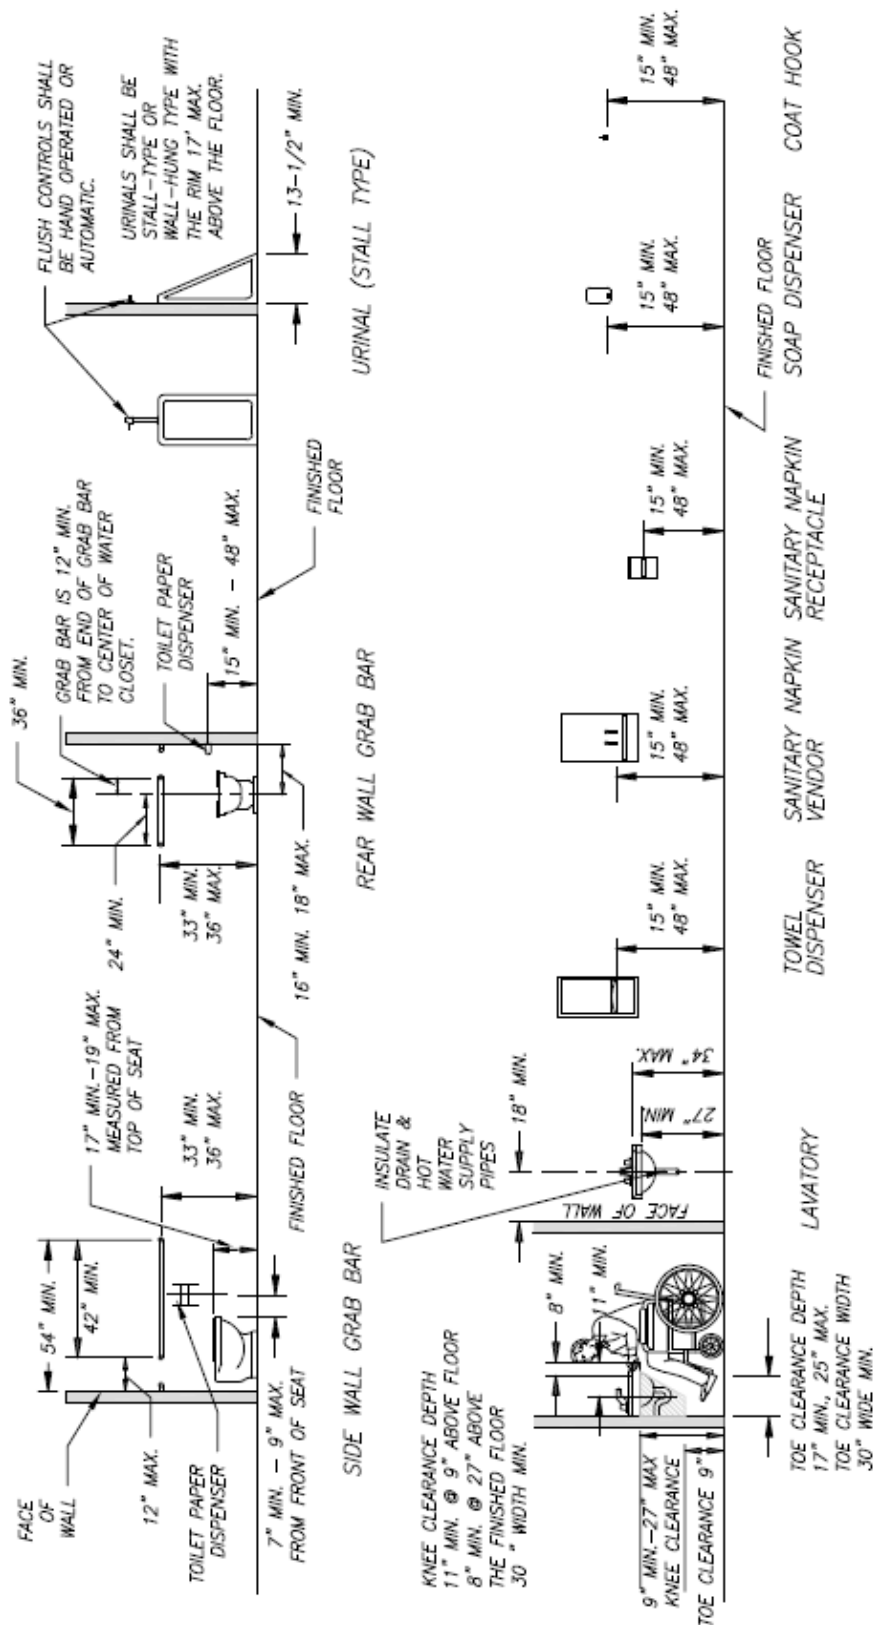 FACE
OF
WALL
12" MAX.
54" MIN.
42" MIN.
TOILET PAPER
DISPENSER
7" MIN. - 9" MAX.
FROM FRONT OF SEAT
17" MIN.-19" MAX.
MEASURED FROM
TOP OF SEAT
33" MIN.
36" MAX.
FINISHED FLOOR
SIDE WALL GRAB BAR
36" MIN.
24" MIN.
GRAB BAR IS 12" MIN.
FROM END OF GRAB BAR
TO CENTER OF WATER
CLOSET.
33" MIN.
36" MAX.
TOILET PAPER
DISPENSER
15" MIN. - 48" MAX.
16" MIN. 18" MAX.
FINISHED
FLOOR
REAR WALL GRAB BAR
FLUSH CONTROLS SHALL
BE HAND OPERATED OR
AUTOMATIC.
URINALS SHALL BE
STALL-TYPE OR
WALL-HUNG TYPE WITH
THE RIM 17' MAX.
ABOVE THE FLOOR.
13-1/2" MIN.
URINAL (STALL TYPE)
KNEE CLEARANCE DEPTH
11" MIN. @ 9" ABOVE FLOOR
8" MIN. @ 27" ABOVE
THE FINISHED FLOOR
30 " WIDTH MIN.
8" MIN.
11" MIN.
9" MIN.-27" MAX
KNEE CLEARANCE
TOE CLEARANCE 9"
TOE CLEARANCE DEPTH
17" MIN., 25" MAX.
TOE CLEARANCE WIDTH
30" WIDE MIN.
INSULATE
DRAIN &
HOT
WATER
SUPPLY
PIPES
18" MIN.
FACE OF WALL
27" MIN.
34" MAX.
LAVATORY
15" MIN.
48" MAX.
TOWEL
DISPENSER
15" MIN.
48" MAX.
SANITARY NAPKIN
VENDOR
15" MIN.
48" MAX.
SANITARY NAPKIN
RECEPTACLE
FINISHED FLOOR
15" MIN.
48" MAX.
SOAP DISPENSER
15" MIN.
48" MAX.
COAT HOOK